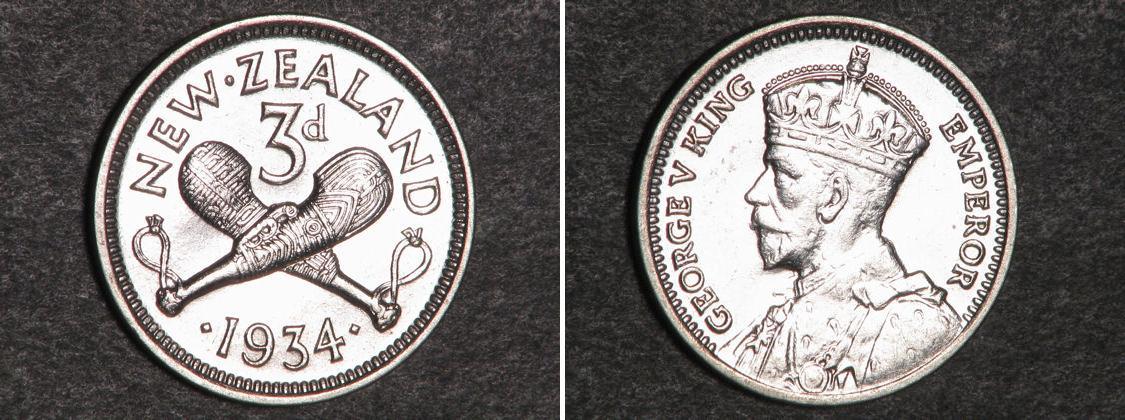 NEW·ZEALAND
3d
·1934·
GEORGE V KING EMPEROR